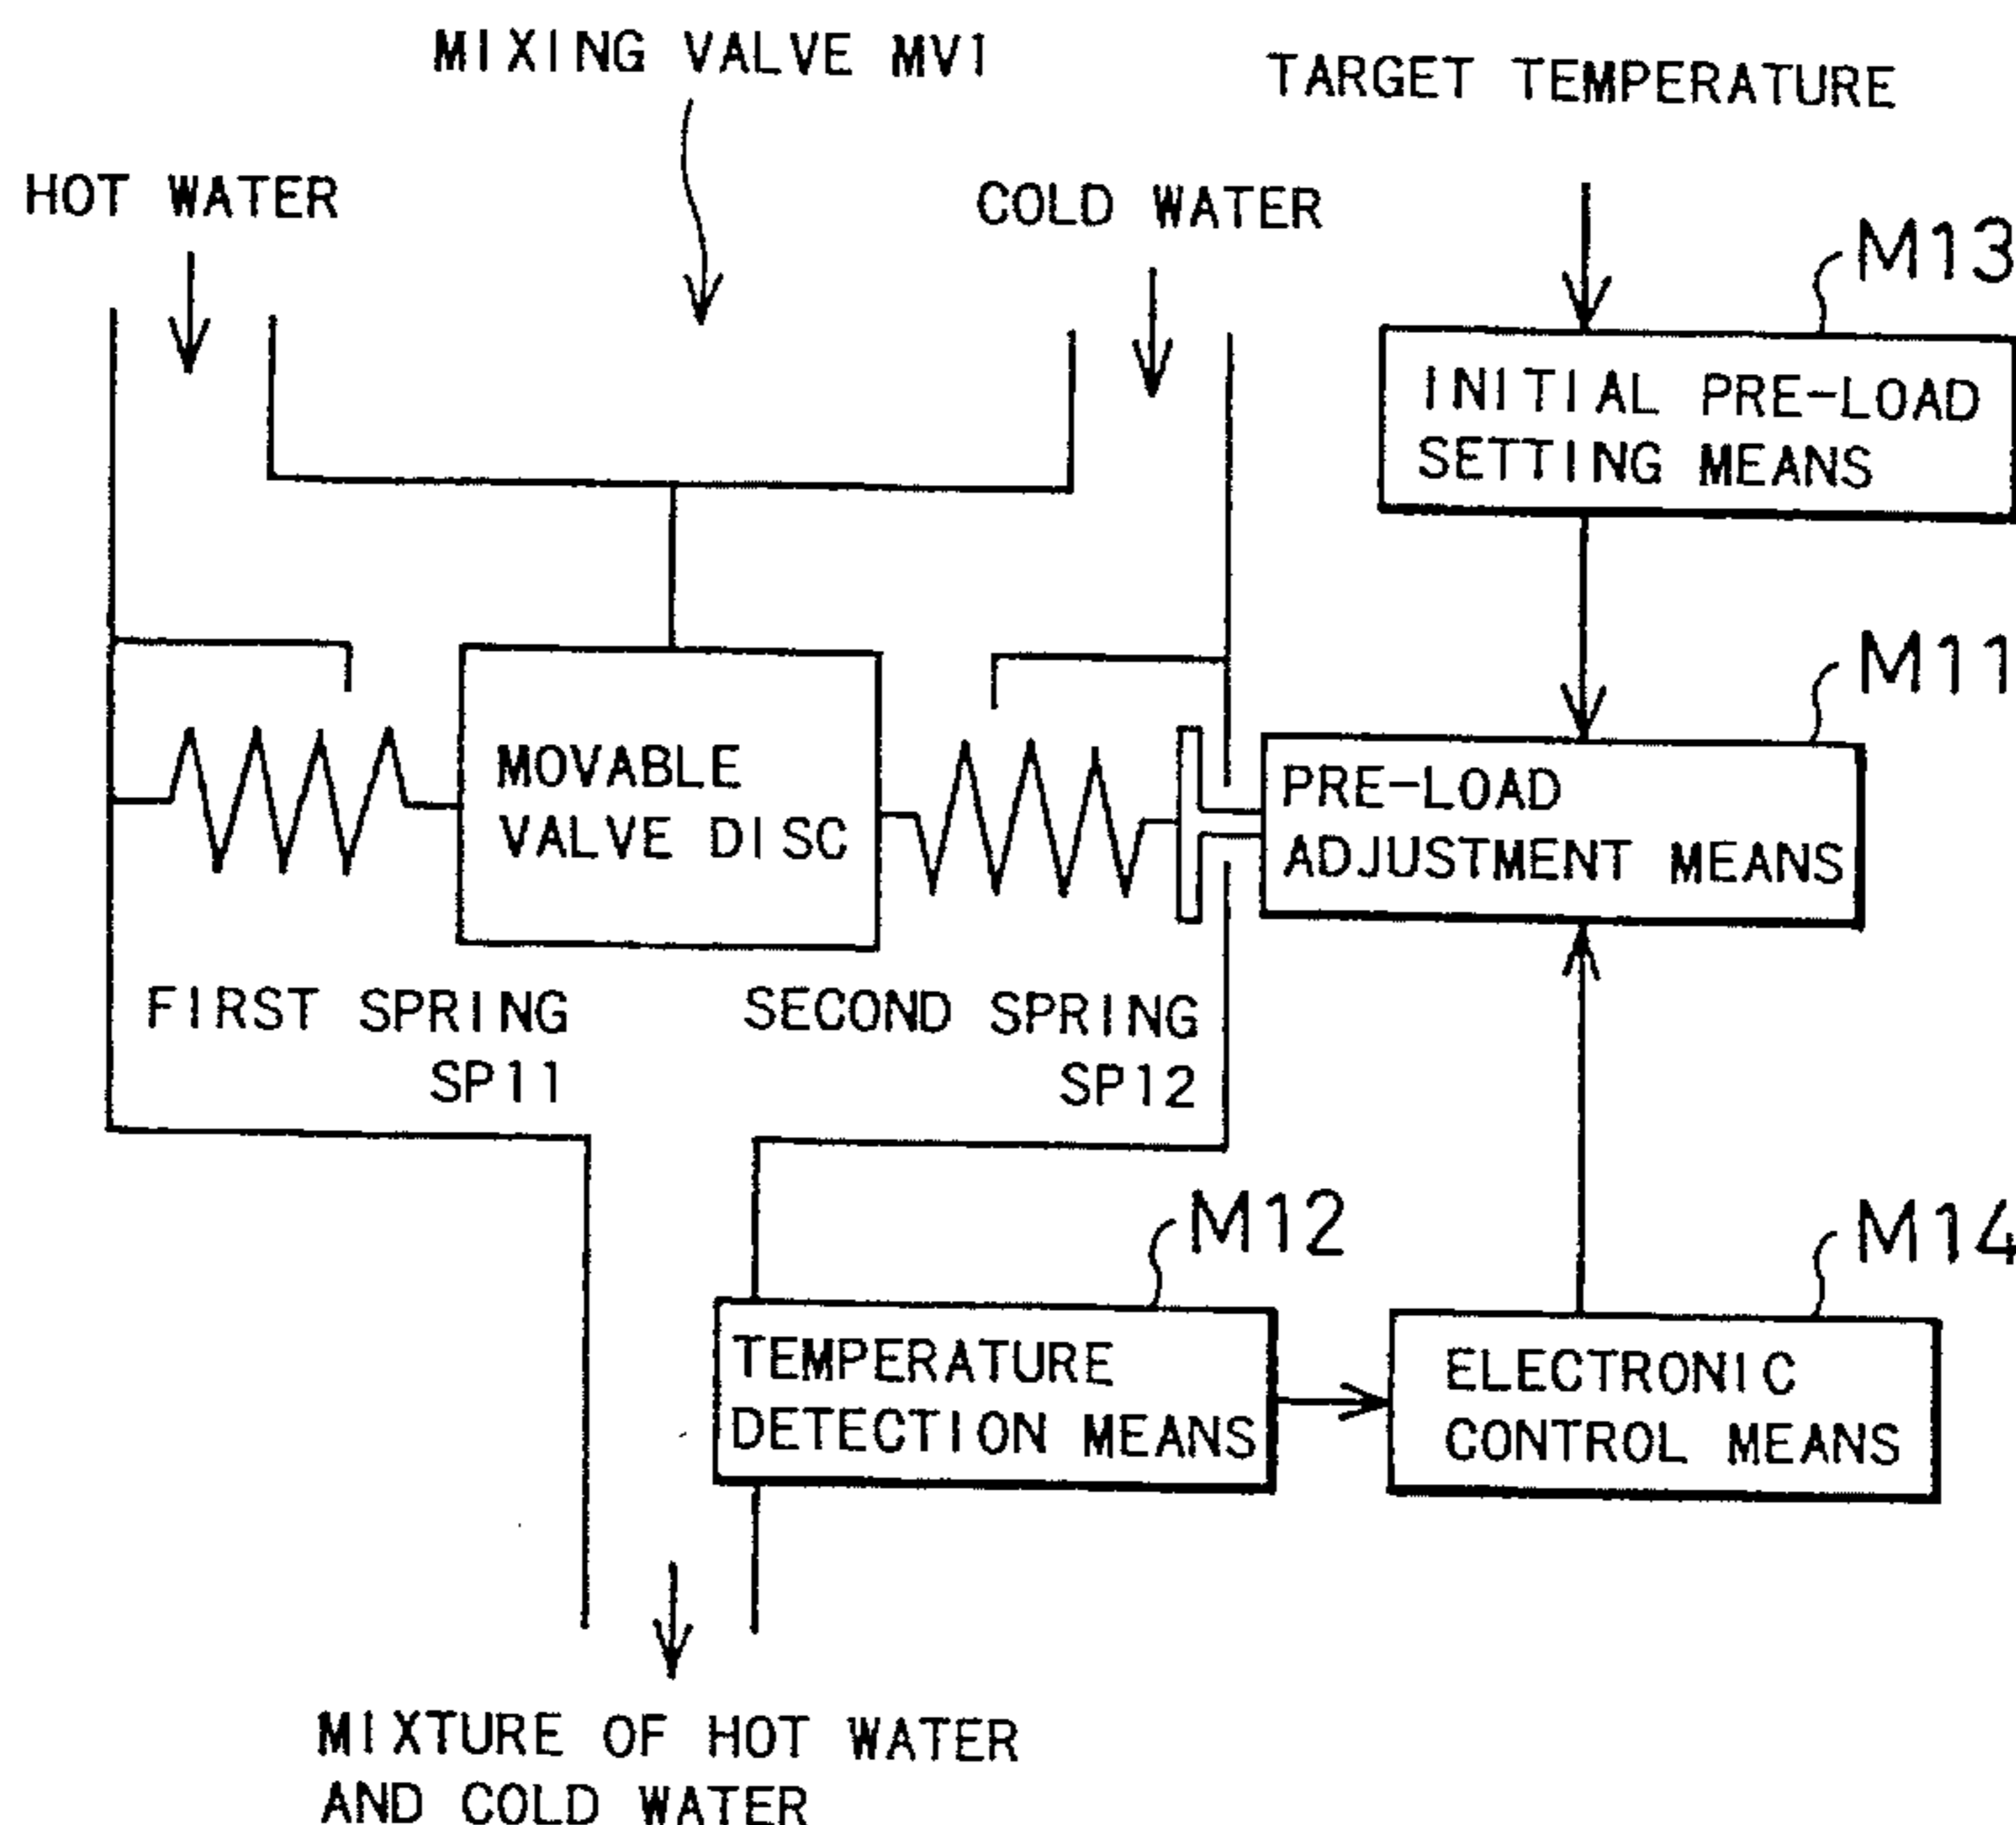 MIXING VALVE MV1
TARGET TEMPERATURE
HOT WATER
COLD WATER
M13
INITIAL PRE-LOAD
SETTING MEANS
M11
MOVABLE
VALVE DISC
PRE-LOAD
ADJUSTMENT MEANS
FIRST SPRING
SP11
SECOND SPRING
SP12
M12
M14
TEMPERATURE
DETECTION MEANS
ELECTRONIC
CONTROL MEANS
MIXTURE OF HOT WATER
AND COLD WATER